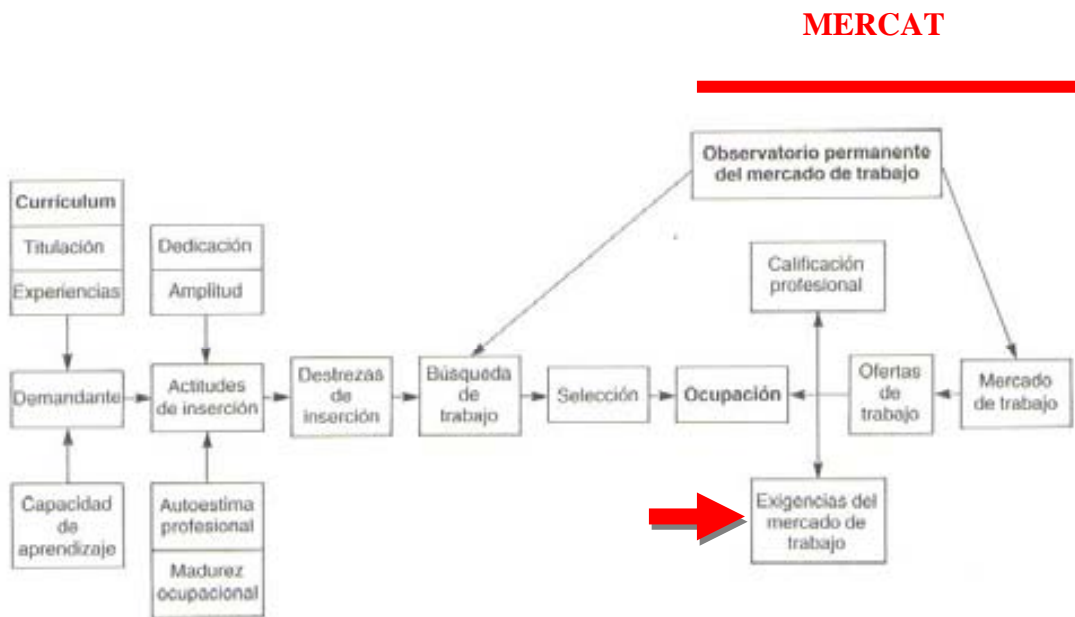 MERCAT
Observatorio permanente
del mercado de trabajo
Currículum
Titulación
Experiencias
Dedicación
Amplitud
Calificación
profesional
Demandante
Actitudes
de inserción
Destrezas
de
inserción
Búsqueda
de
trabajo
Selección
Ocupación
Ofertas
de
trabajo
Mercado
de trabajo
Capacidad
de
aprendizaje
Autoestima
profesional
Madurez
ocupacional
Exigencias del
mercado de
trabajo